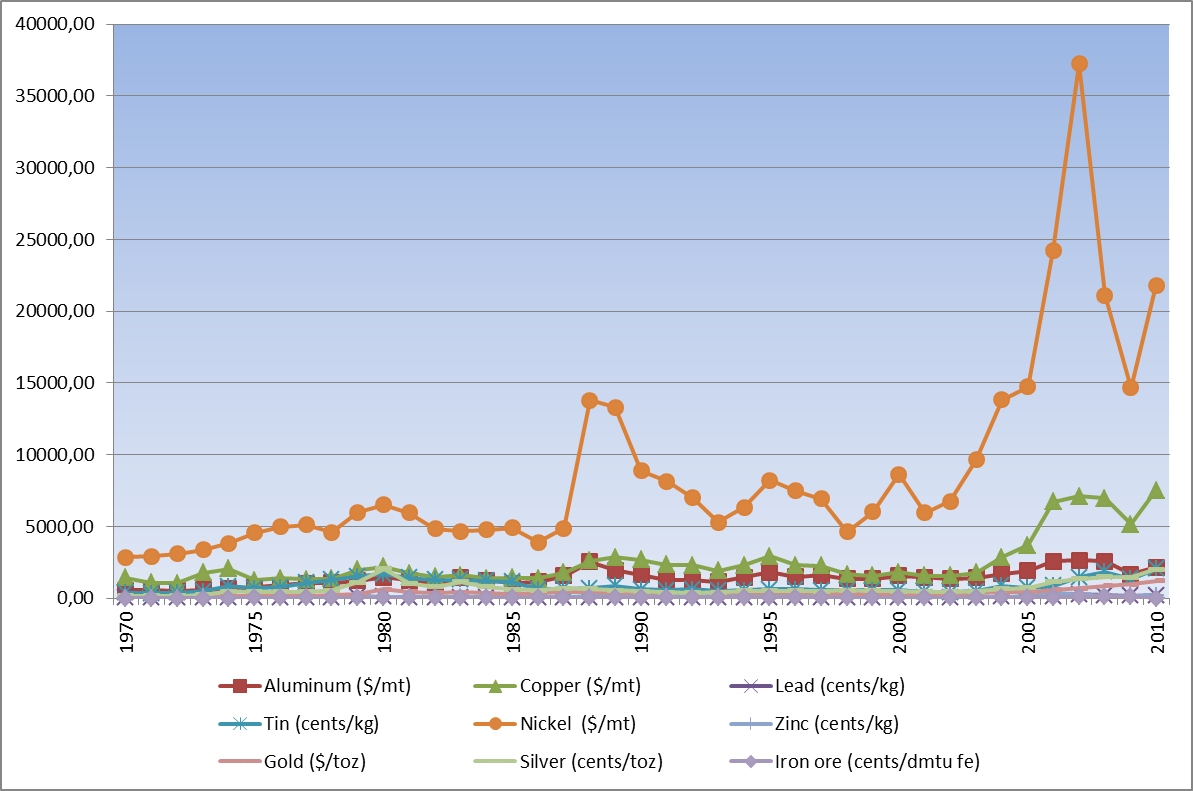 40000,00
35000,00
30000,00
25000,00
20000,00
15000,00
10000,00
5000,00
0,00
1970 1975 1980 1985 1990 1995 2000 2005 2010
Aluminum ($/mt) Copper ($/mt) Lead (cents/kg)
Tin (cents/kg) Nickel ($/mt) Zinc (cents/kg)
Gold ($/toz) Silver (cents/toz) Iron ore (cents/dmtu fe)